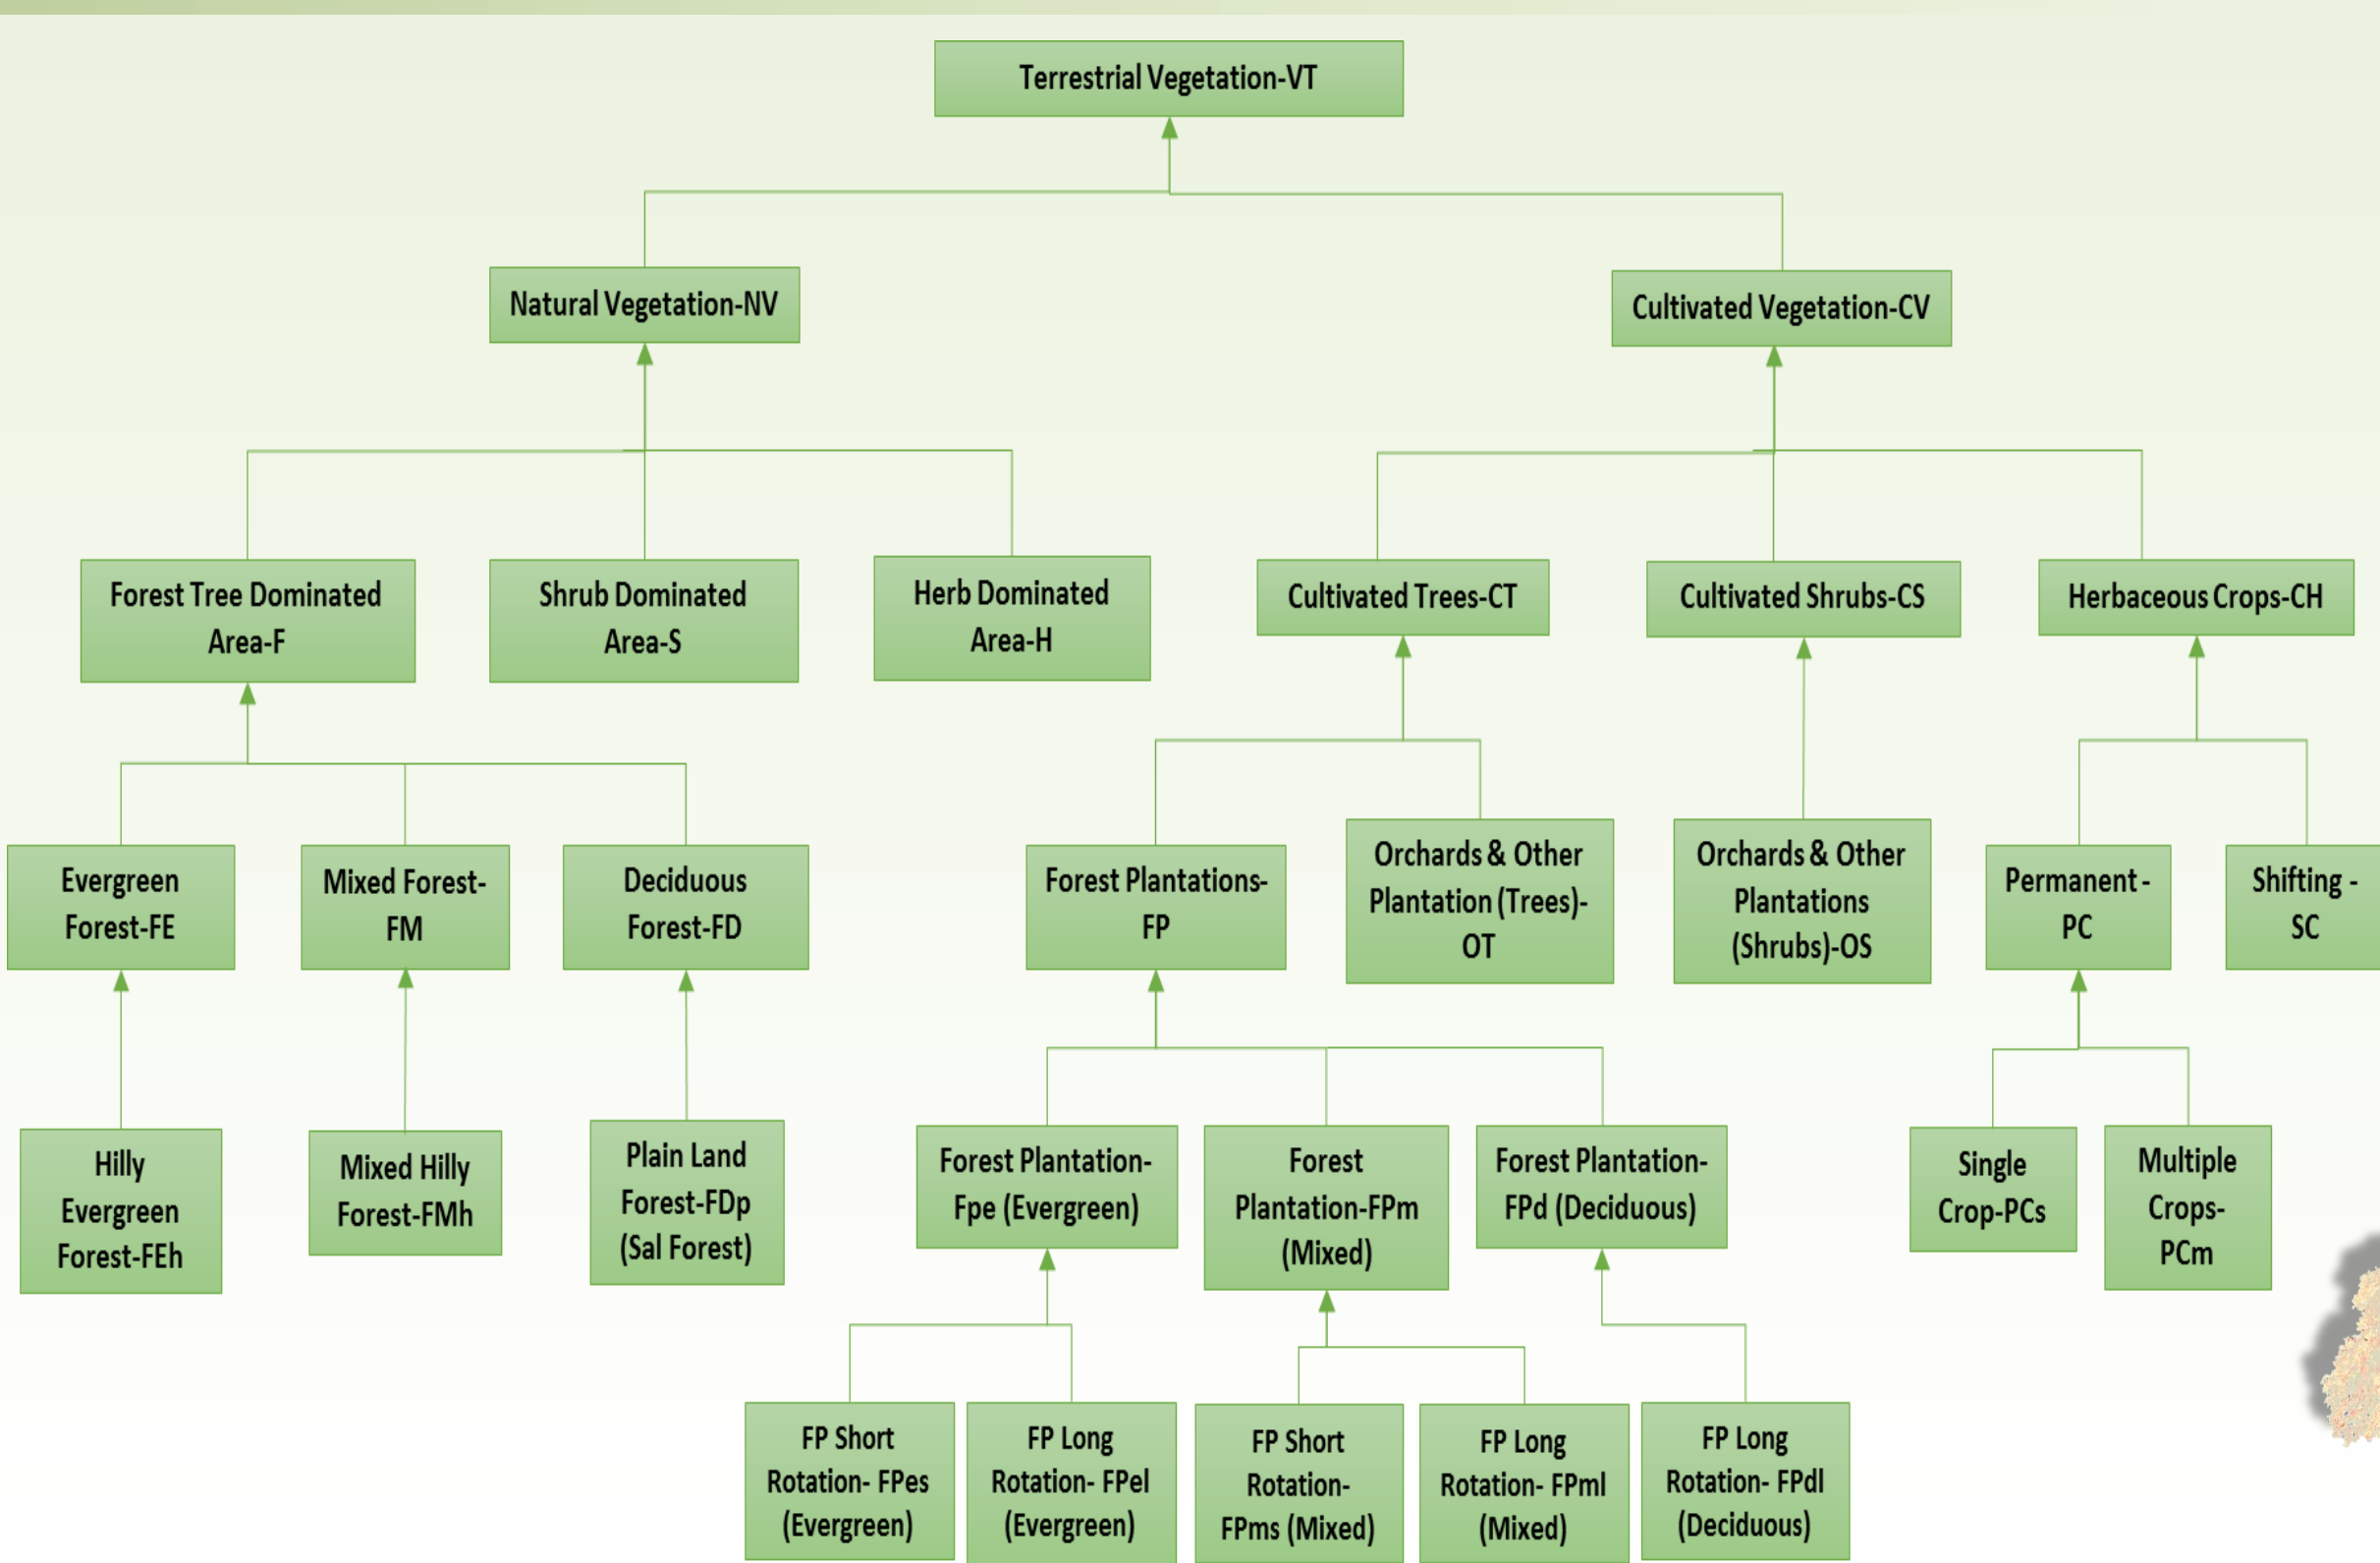 Terrestrial Vegetation-VT
Natural Vegetation-NV
Cultivated Vegetation-CV
Forest Tree Dominated
Area-F
Shrub Dominated
Area-S
Herb Dominated
Area-H
Cultivated Trees-CT
Cultivated Shrubs-CS
Herbaceous Crops-CH
Evergreen
Forest-FE
Mixed Forest-
FM
Deciduous
Forest-FD
Forest Plantations-
FP
Orchards & Other
Plantation (Trees)-
OT
Orchards & Other
Plantations
(Shrubs)-OS
Permanent -
PC
Shifting -
SC
Hilly
Evergreen
Forest-FEh
Mixed Hilly
Forest-FMh
Plain Land
Forest-FDp
(Sal Forest)
Forest Plantation-
Fpe (Evergreen)
Forest
Plantation-FPm
(Mixed)
Forest Plantation-
FPd (Deciduous)
Single
Crop-PCs
Multiple
Crops-
PCm
FP Short
Rotation- FPes
(Evergreen)
FP Long
Rotation- FPel
(Evergreen)
FP Short
Rotation-
FPms (Mixed)
FP Long
Rotation- FPml
(Mixed)
FP Long
Rotation- FPdl
(Deciduous)